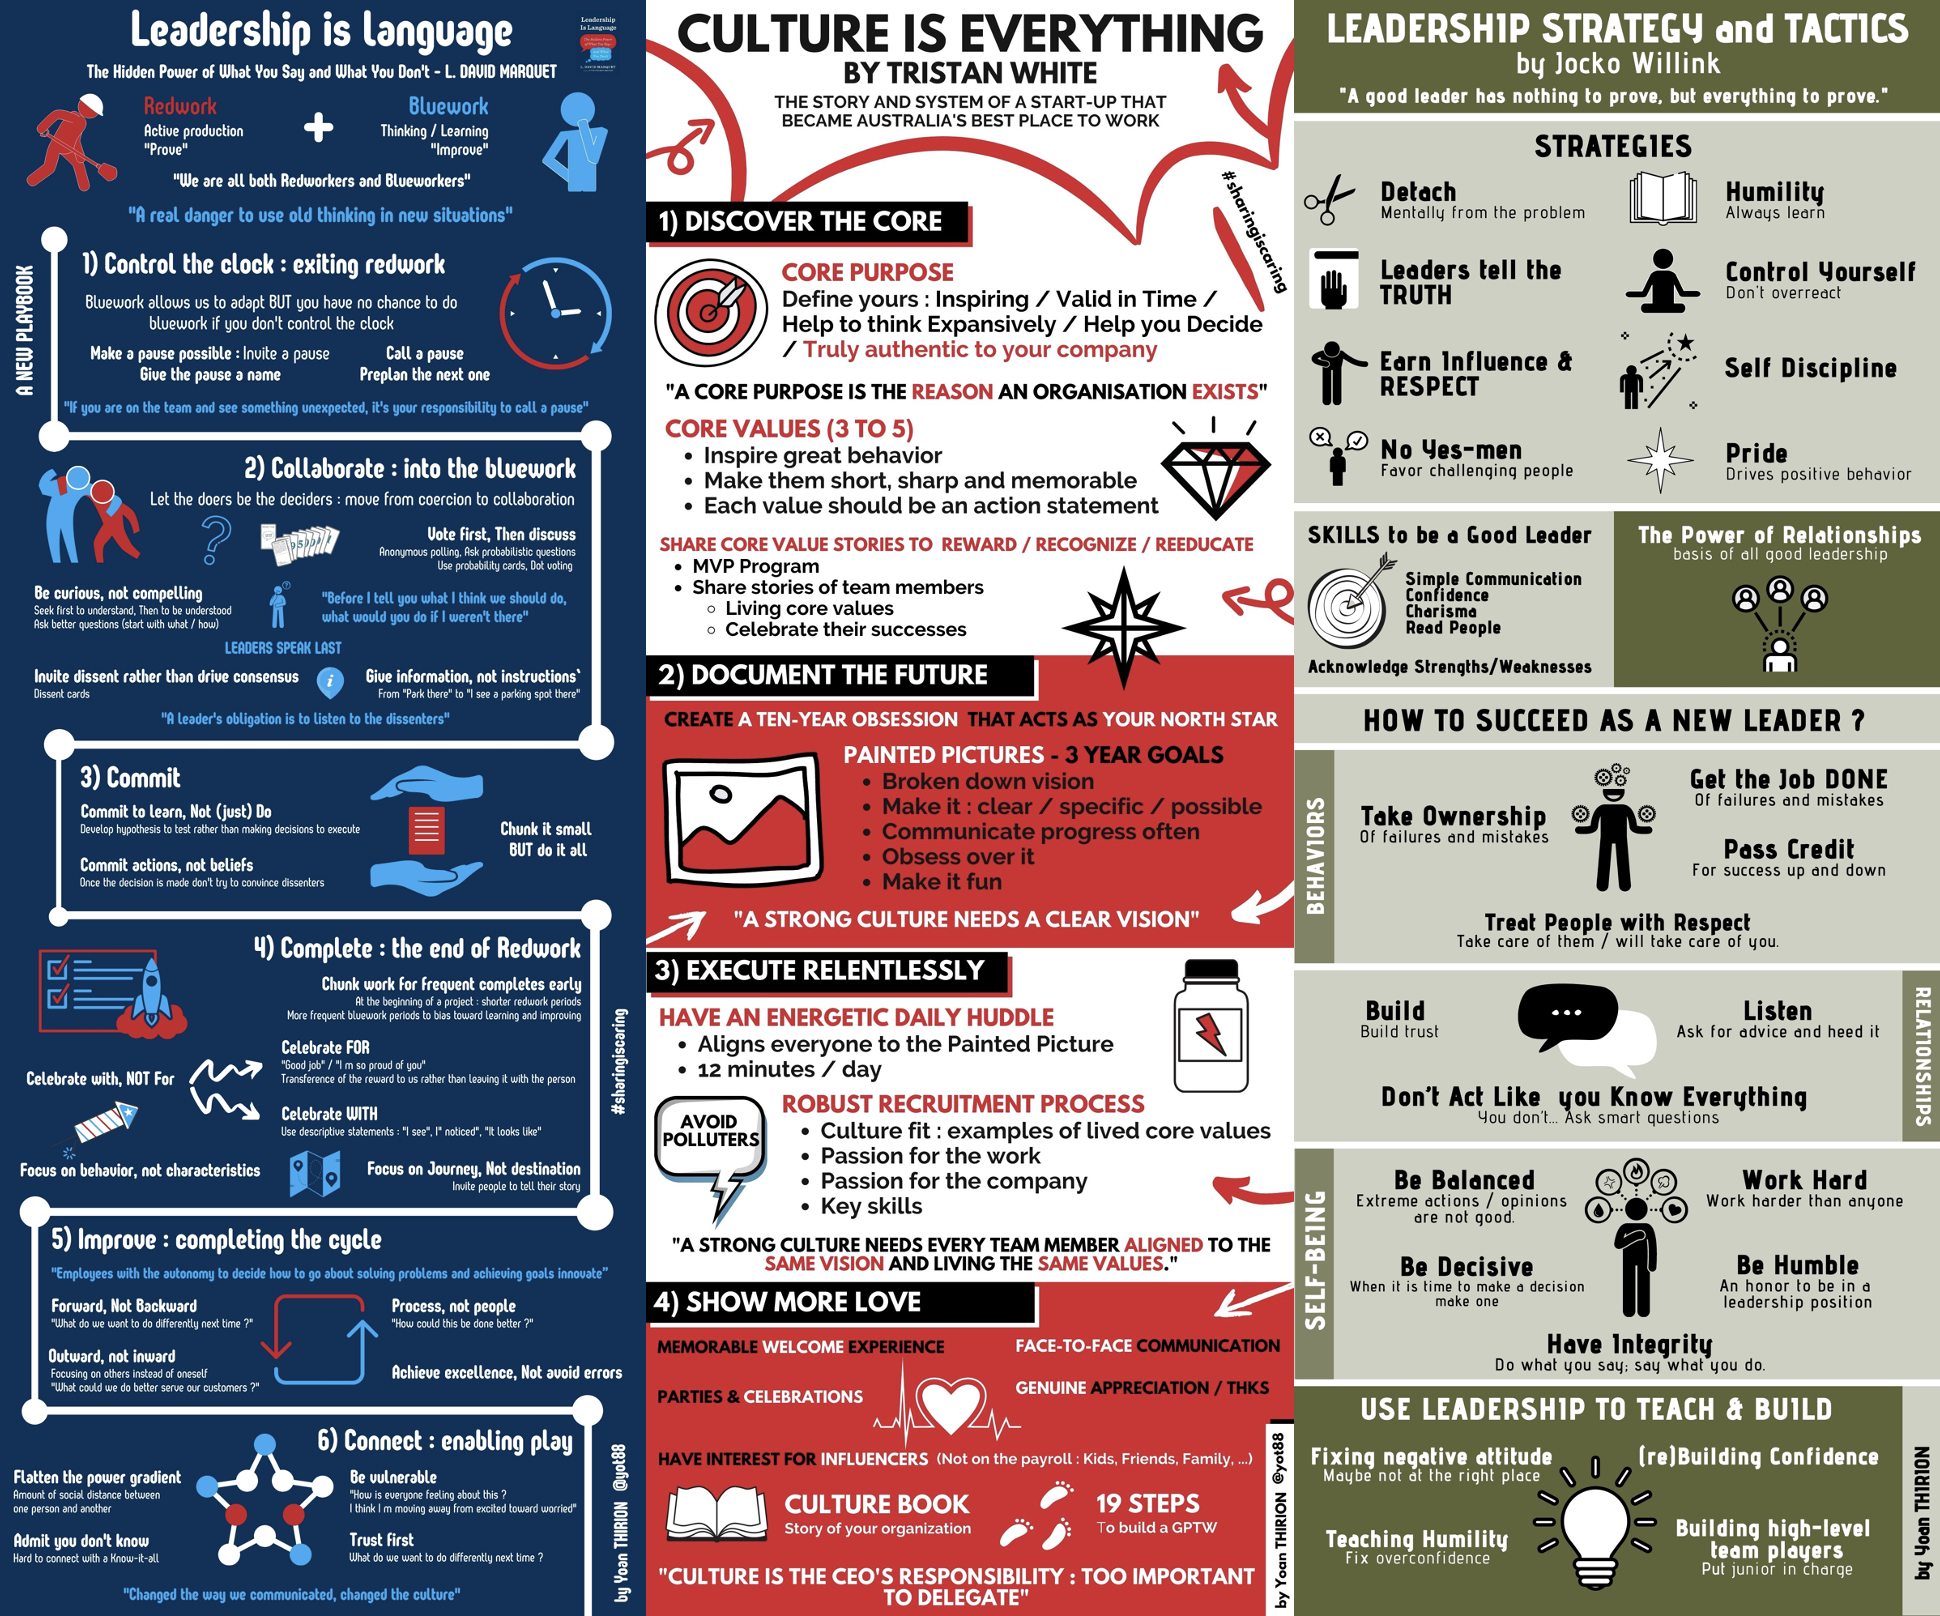 Leadership is language
Leadership
Is Language
The Hidden Power of What You Say and What You Don't - L. DAVID MARQUET
Redwork
Active production
"Prove"
Bluework
Thinking / Learning
"Improve"
"We are all both Redworkers and Blueworkers"
"A real danger to use old thinking in new situations"
A NEW PLAYBOOK
1) Control the clock : exiting redwork
Bluework allows us to adapt BUT you have no chance to do
bluework if you don't control the clock
Make a pause possible : Invite a pause
Give the pause a name
Call a pause
Preplan the next one
"If you are on the team and see something unexpected, it's your responsibility to call a pause"
2) Collaborate : into the bluework
Let the doers be the deciders : move from coercion to collaboration
Vote first, Then discuss
Anonymous polling, Ask probabilistic questions
Use probability cards, Dot voting
Be curious, not compelling
Seek first to understand, Then to be understood
Ask better questions (start with what / how)
"Before I tell you what I think we should do,
what would you do if I weren't there"
LEADERS SPEAK LAST
Invite dissent rather than drive consensus
Dissent cards
i
Give information, not instructions`
From "Park there" to "I see a parking spot there"
"A leader's obligation is to listen to the dissenters"
3) Commit
Commit to learn, Not (just) Do
Develop hypothesis to test rather than making decisions to execute
Commit actions, not beliefs
Once the decision is made don't try to convince dissenters
Chunk it small
BUT do it all
4) Complete : the end of Redwork
Chunk work for frequent completes early
At the beginning of a project : shorter redwork periods
More frequent bluework periods to bias toward learning and improving
Celebrate with, NOT For
Celebrate FOR
"Good job" / "I m so proud of you"
Transference of the reward to us rather than leaving it with the person
Celebrate WITH
Use descriptive statements : "I see", I" noticed", "It looks like"
Focus on behavior, not characteristics
Focus on Journey, Not destination
Invite people to tell their story
#sharingiscaring
5) Improve : completing the cycle
"Employees with the autonomy to decide how to go about solving problems and achieving goals innovate"
Forward, Not Backward
"What do we want to do differently next time ?"
Process, not people
"How could this be done better ?"
Outward, not inward
Focusing on others instead of oneself
"What could we do better serve our customers ?"
Achieve excellence, Not avoid errors
6) Connect : enabling play
Flatten the power gradient
Amount of social distance between
one person and another
Be vulnerable
"How is everyone feeling about this ?
I think I m moving away from excited toward worried"
Admit you don't know
Hard to connect with a Know-it-all
Trust first
What do we want to do differently next time ?
"Changed the way we communicated, changed the culture"
by Yoan THIRION @yot88
CULTURE IS EVERYTHING
BY TRISTAN WHITE
THE STORY AND SYSTEM OF A START-UP THAT
BECAME AUSTRALIA'S BEST PLACE TO WORK
#sharingiscaring
1) DISCOVER THE CORE
CORE PURPOSE
Define yours : Inspiring / Valid in Time /
Help to think Expansively / Help you Decide
/ Truly authentic to your company
"A CORE PURPOSE IS THE REASON AN ORGANISATION EXISTS"
CORE VALUES (3 TO 5)
• Inspire great behavior
• Make them short, sharp and memorable
• Each value should be an action statement
SHARE CORE VALUE STORIES TO REWARD / RECOGNIZE / REEDUCATE
• MVP Program
• Share stories of team members
◦ Living core values
◦ Celebrate their successes
2) DOCUMENT THE FUTURE
CREATE A TEN-YEAR OBSESSION THAT ACTS AS YOUR NORTH STAR
PAINTED PICTURES - 3 YEAR GOALS
• Broken down vision
• Make it : clear / specific / possible
• Communicate progress often
• Obsess over it
• Make it fun
"A STRONG CULTURE NEEDS A CLEAR VISION"
3) EXECUTE RELENTLESSLY
HAVE AN ENERGETIC DAILY HUDDLE
• Aligns everyone to the Painted Picture
• 12 minutes / day
AVOID
POLLUTERS
ROBUST RECRUITMENT PROCESS
• Culture fit : examples of lived core values
• Passion for the work
• Passion for the company
• Key skills
"A STRONG CULTURE NEEDS EVERY TEAM MEMBER ALIGNED TO THE
SAME VISION AND LIVING THE SAME VALUES."
4) SHOW MORE LOVE
MEMORABLE WELCOME EXPERIENCE
FACE-TO-FACE COMMUNICATION
PARTIES & CELEBRATIONS
GENUINE APPRECIATION / THKS
HAVE INTEREST FOR INFLUENCERS (Not on the payroll : Kids, Friends, Family, ...)
CULTURE BOOK
Story of your organization
19 STEPS
To build a GPTW
"CULTURE IS THE CEO'S RESPONSIBILITY : TOO IMPORTANT
TO DELEGATE"
by Yoan THIRION @yot88
LEADERSHIP STRATEGY and TACTICS
by Jocko Willink
"A good leader has nothing to prove, but everything to prove."
STRATEGIES
Detach
Mentally from the problem
Humility
Always learn
Leaders tell the
TRUTH
Control Yourself
Don't overreact
Earn Influence &
RESPECT
Self Discipline
No Yes-men
Favor challenging people
Pride
Drives positive behavior
SKILLS to be a Good Leader
Simple Communication
Confidence
Charisma
Read People
Acknowledge Strengths/Weaknesses
The Power of Relationships
basis of all good leadership
HOW TO SUCCEED AS A NEW LEADER ?
BEHAVIORS
Take Ownership
Of failures and mistakes
Get the Job DONE
Of failures and mistakes
Pass Credit
For success up and down
Treat People with Respect
Take care of them / will take care of you.
RELATIONSHIPS
Build
Build trust
Listen
Ask for advice and heed it
Don't Act Like you Know Everything
You don't... Ask smart questions
SELF-BEING
Be Balanced
Extreme actions / opinions
are not good.
Work Hard
Work harder than anyone
Be Decisive
When it is time to make a decision
make one
Be Humble
An honor to be in a
leadership position
Have Integrity
Do what you say; say what you do.
USE LEADERSHIP TO TEACH & BUILD
Fixing negative attitude
Maybe not at the right place
(re)Building Confidence
Teaching Humility
Fix overconfidence
Building high-level
team players
Put junior in charge
by Yoan THIRION